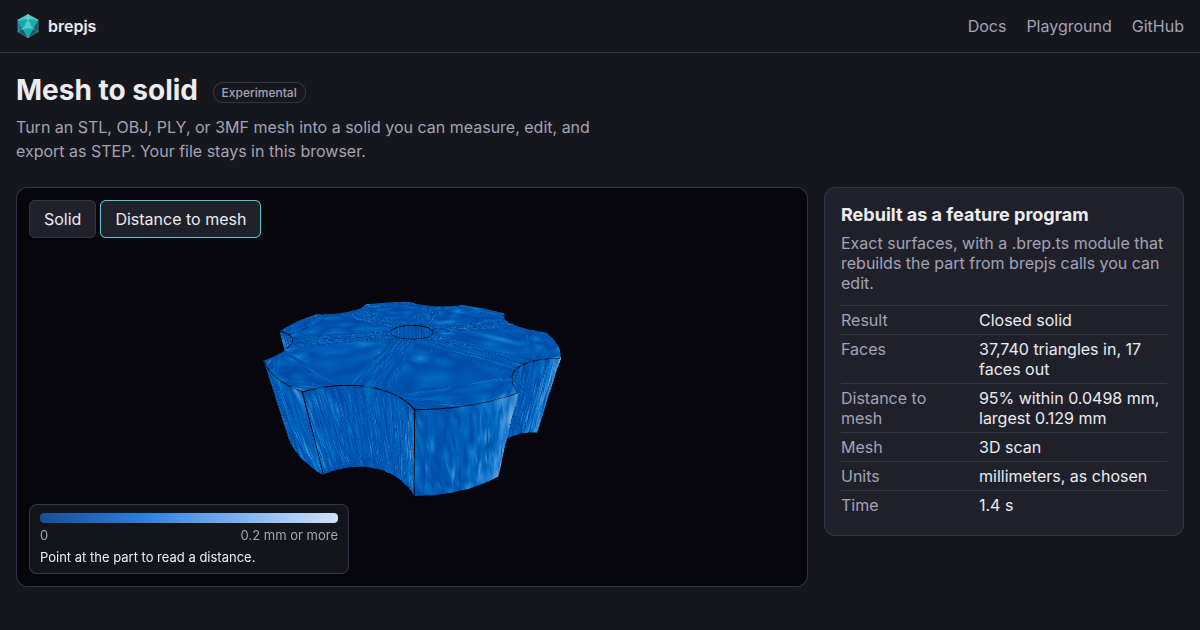 brepjs
Docs
Playground
GitHub
Mesh to solid
Experimental
Turn an STL, OBJ, PLY, or 3MF mesh into a solid you can measure, edit, and
export as STEP. Your file stays in this browser.
Solid
Distance to mesh
0
0.2 mm or more
Point at the part to read a distance.
Rebuilt as a feature program
Exact surfaces, with a .brep.ts module that
rebuilds the part from brepjs calls you can
edit.
Result
Closed solid
Faces
37,740 triangles in, 17
faces out
Distance to
mesh
95% within 0.0498 mm,
largest 0.129 mm
Mesh
3D scan
Units
millimeters, as chosen
Time
1.4 s